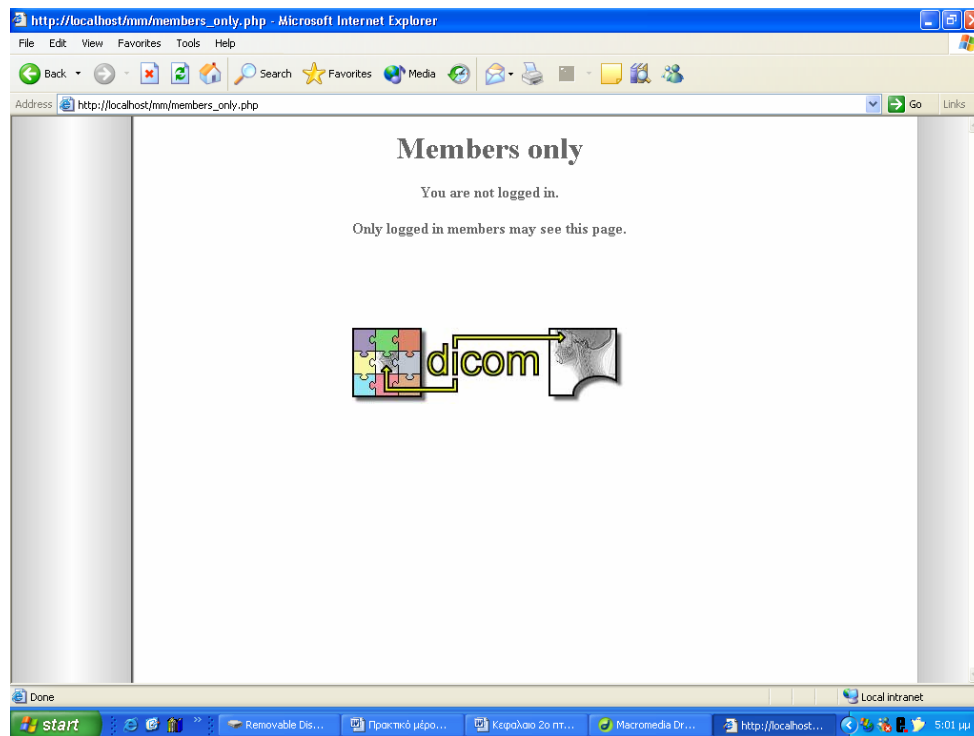 http://localhost/mm/members_only.php - Microsoft Internet Explorer
File Edit View Favorites Tools Help
Back Search Favorites Media
Address http://localhost/mm/members_only.php Go Links
Members only
You are not logged in.
Only logged in members may see this page.
dicom
Done Local intranet
start Removable Dis... Πρακτικό μέρο... Κεφαλαιο 2ο πτ... Macromedia Dr... http://localhost... 5:01 μμ